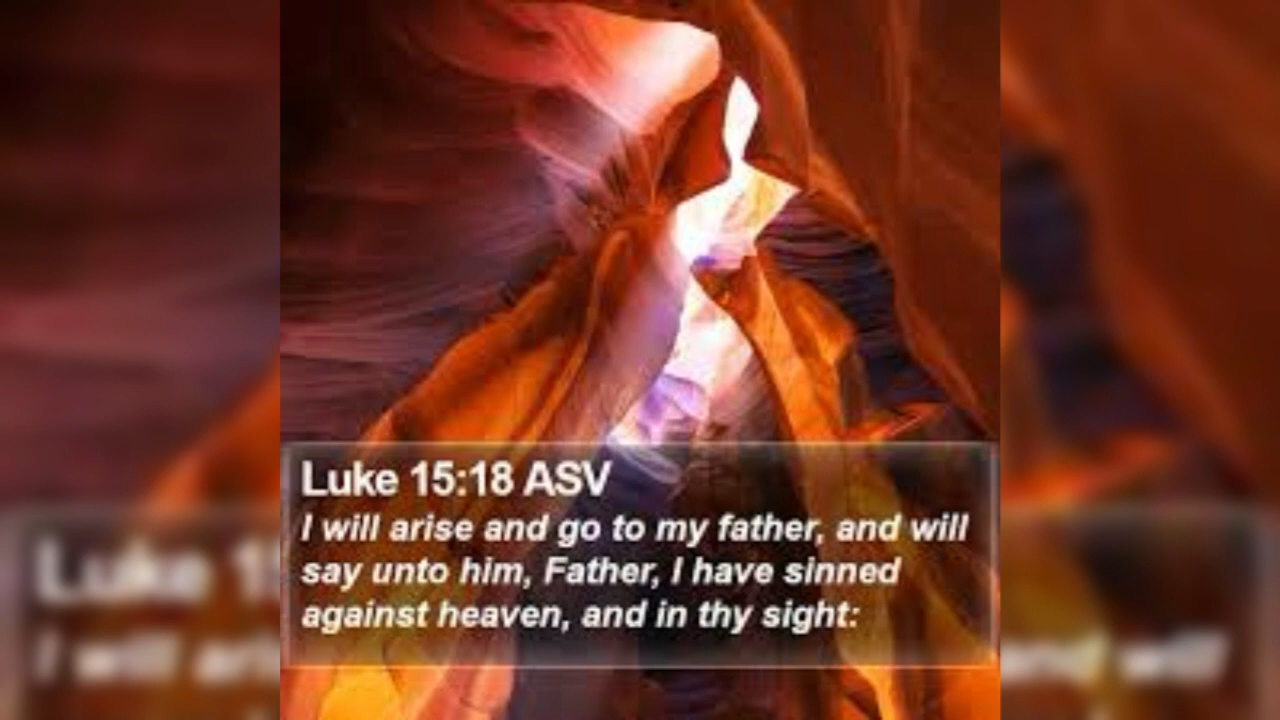 Luke 15:18 ASV
I will arise and go to my father, and will
say unto him, Father, I have sinned
against heaven, and in thy sight: